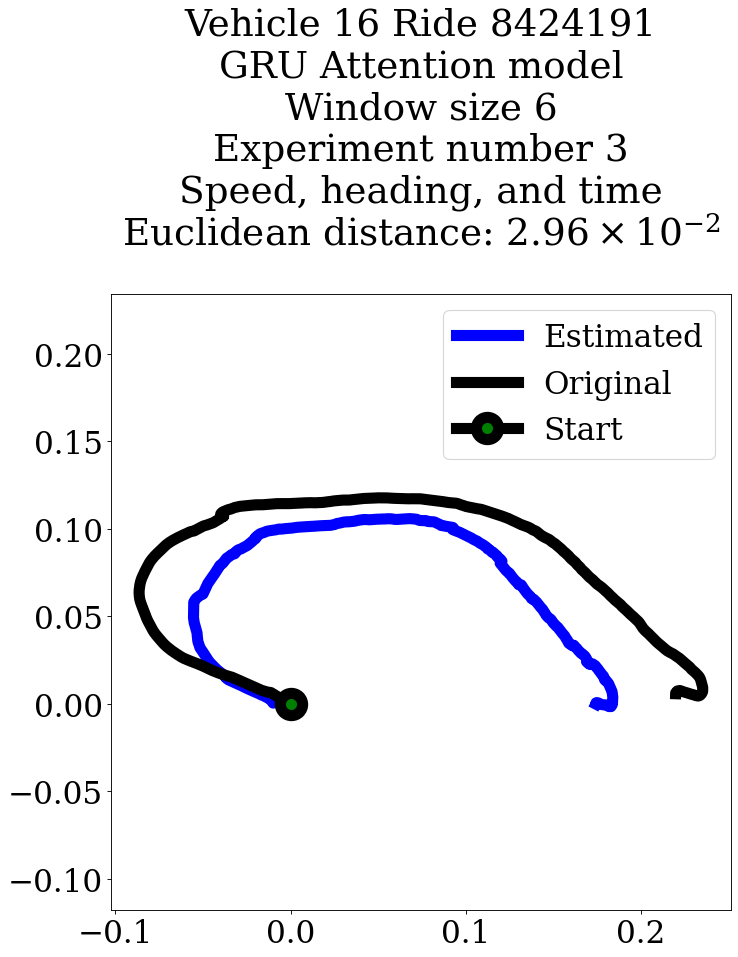 Vehicle 16 Ride 8424191
GRU Attention model
Window size 6
Experiment number 3
Speed, heading, and time
Euclidean distance: 2.96 × 10⁻²
Estimated
Original
Start
0.20
0.15
0.10
0.05
0.00
−0.05
−0.10
−0.1 0.0 0.1 0.2